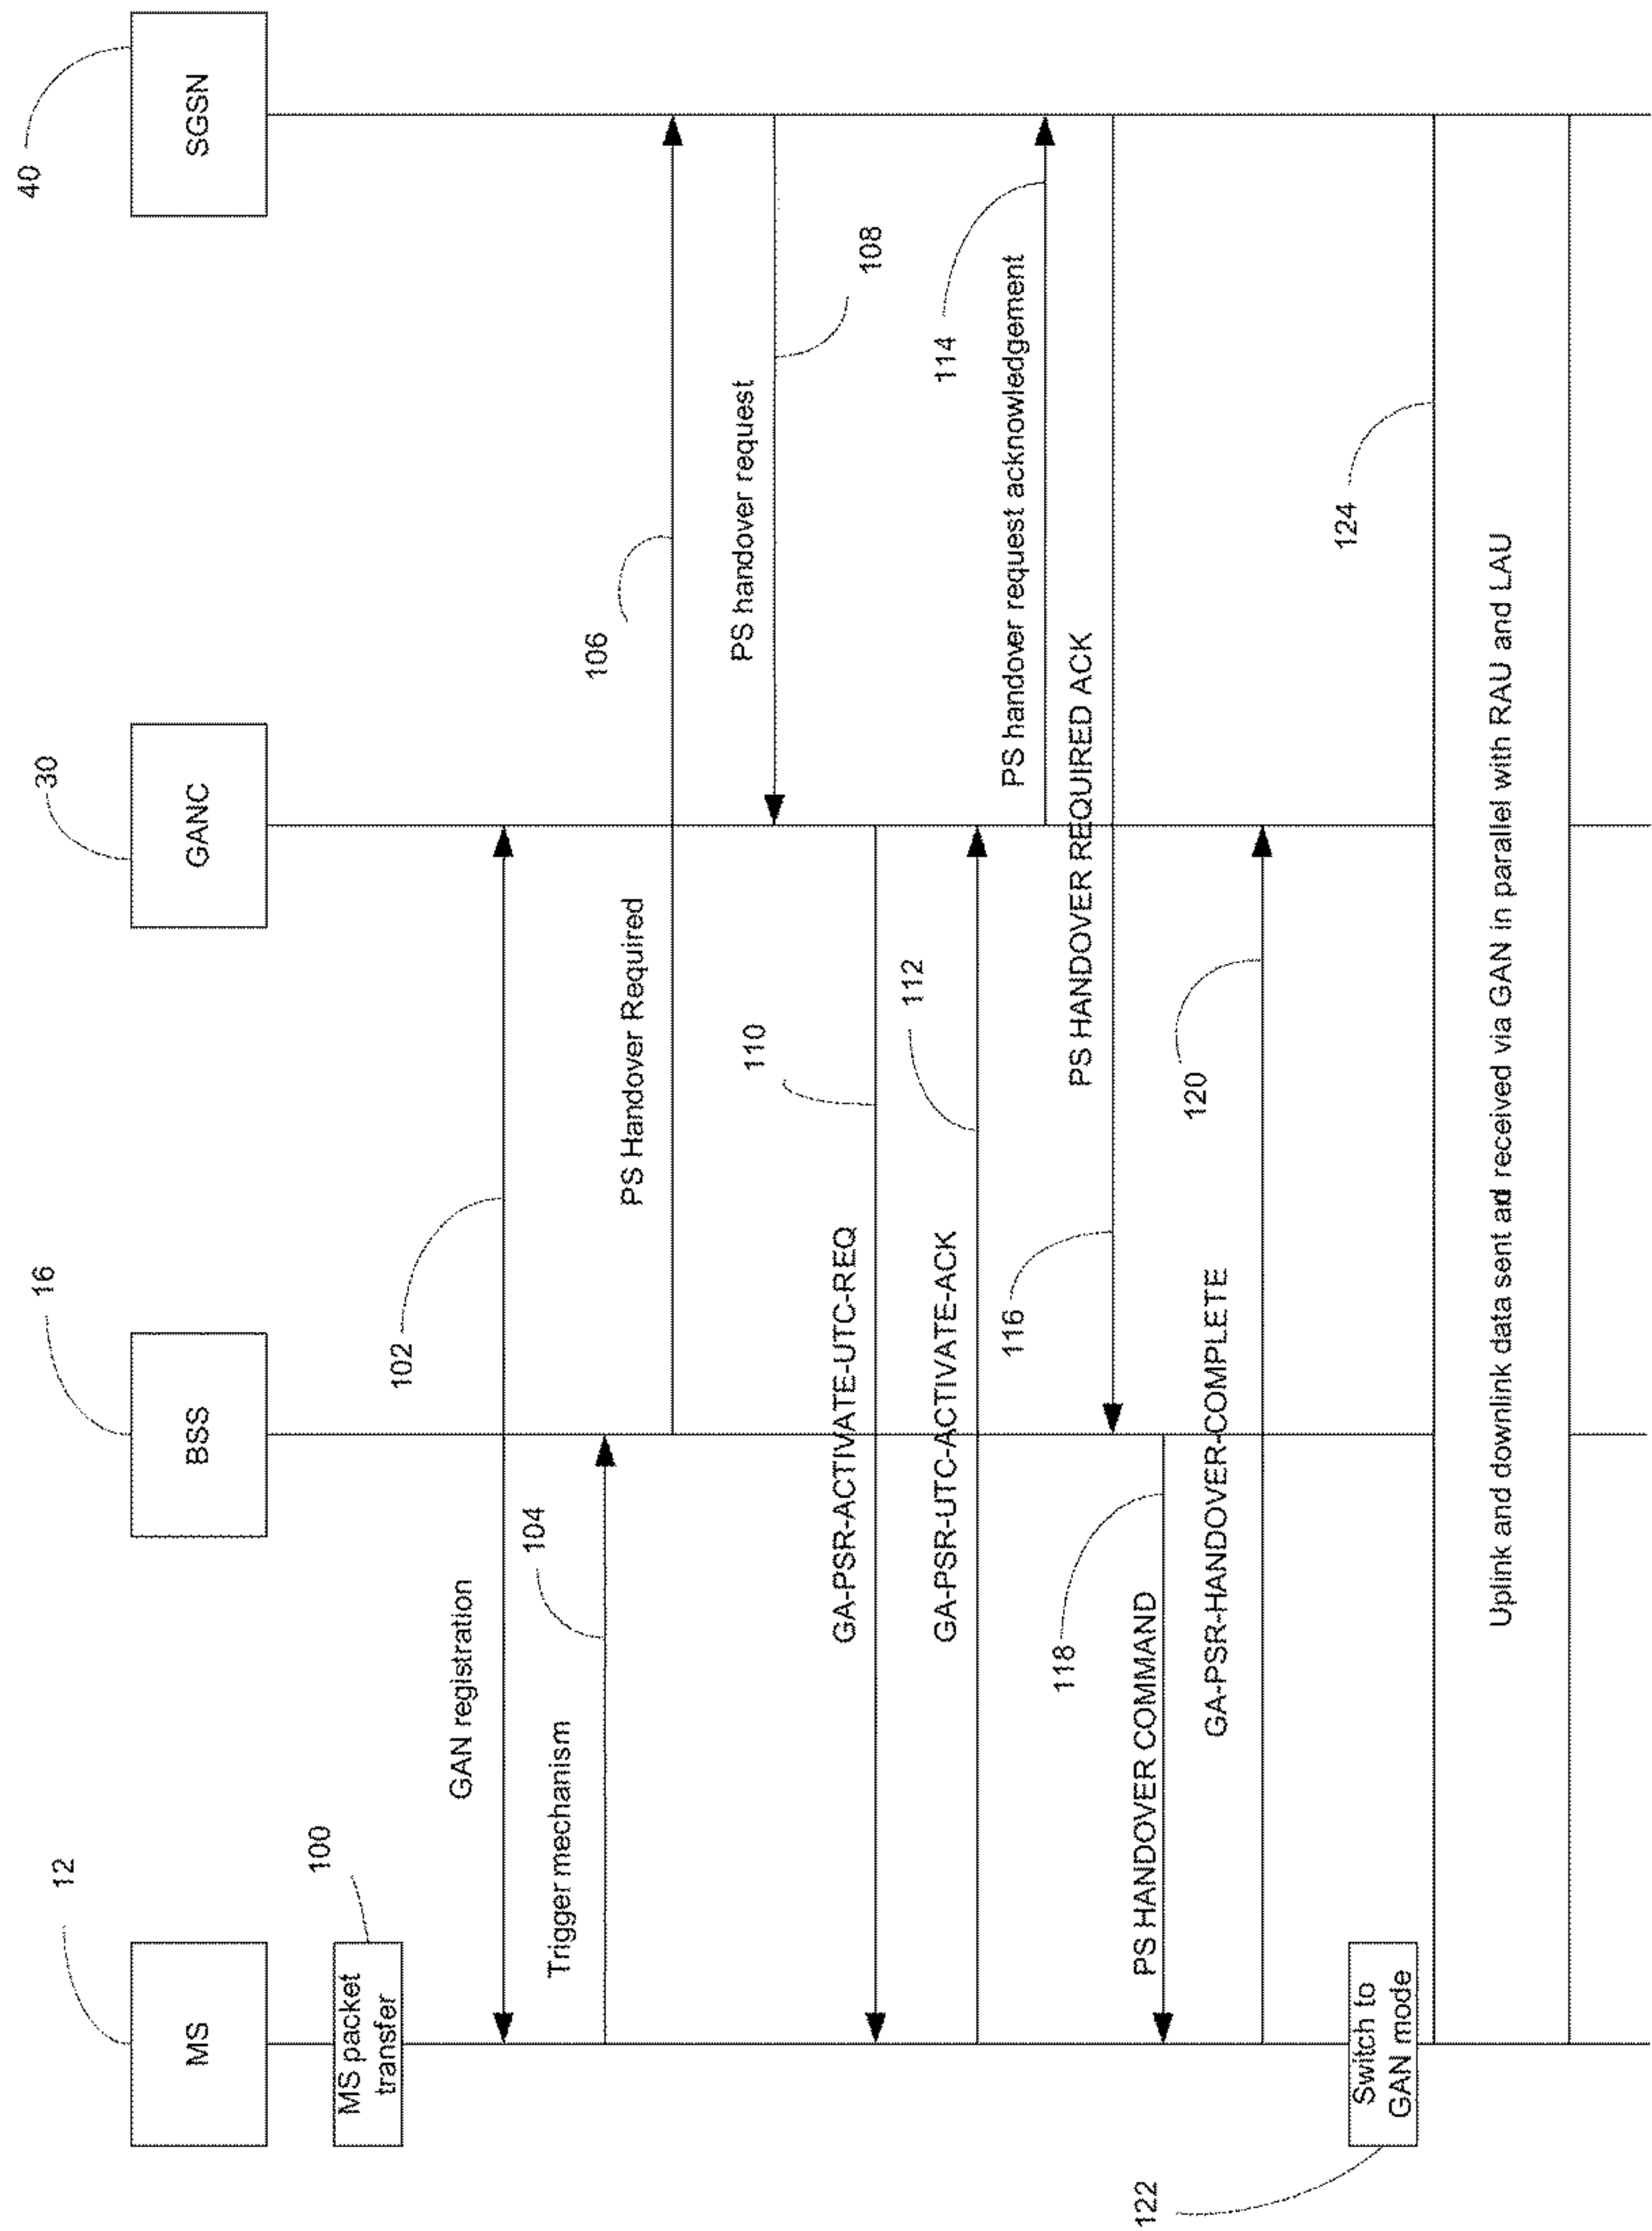 12
16
30
40
MS
BSS
GANC
SGSN
100
MS packet
transfer
GAN registration
102
Trigger mechanism
104
PS Handover Required
106
PS handover request
108
GA-PSR-ACTIVATE-UTC-REQ
110
GA-PSR-UTC-ACTIVATE-ACK
112
PS handover request acknowledgement
114
PS HANDOVER REQUIRED ACK
116
PS HANDOVER COMMAND
118
GA-PSR-HANDOVER-COMPLETE
120
122
Switch to
GAN mode
124
Uplink and downlink data sent ad received via GAN in parallel with RAU and LAU